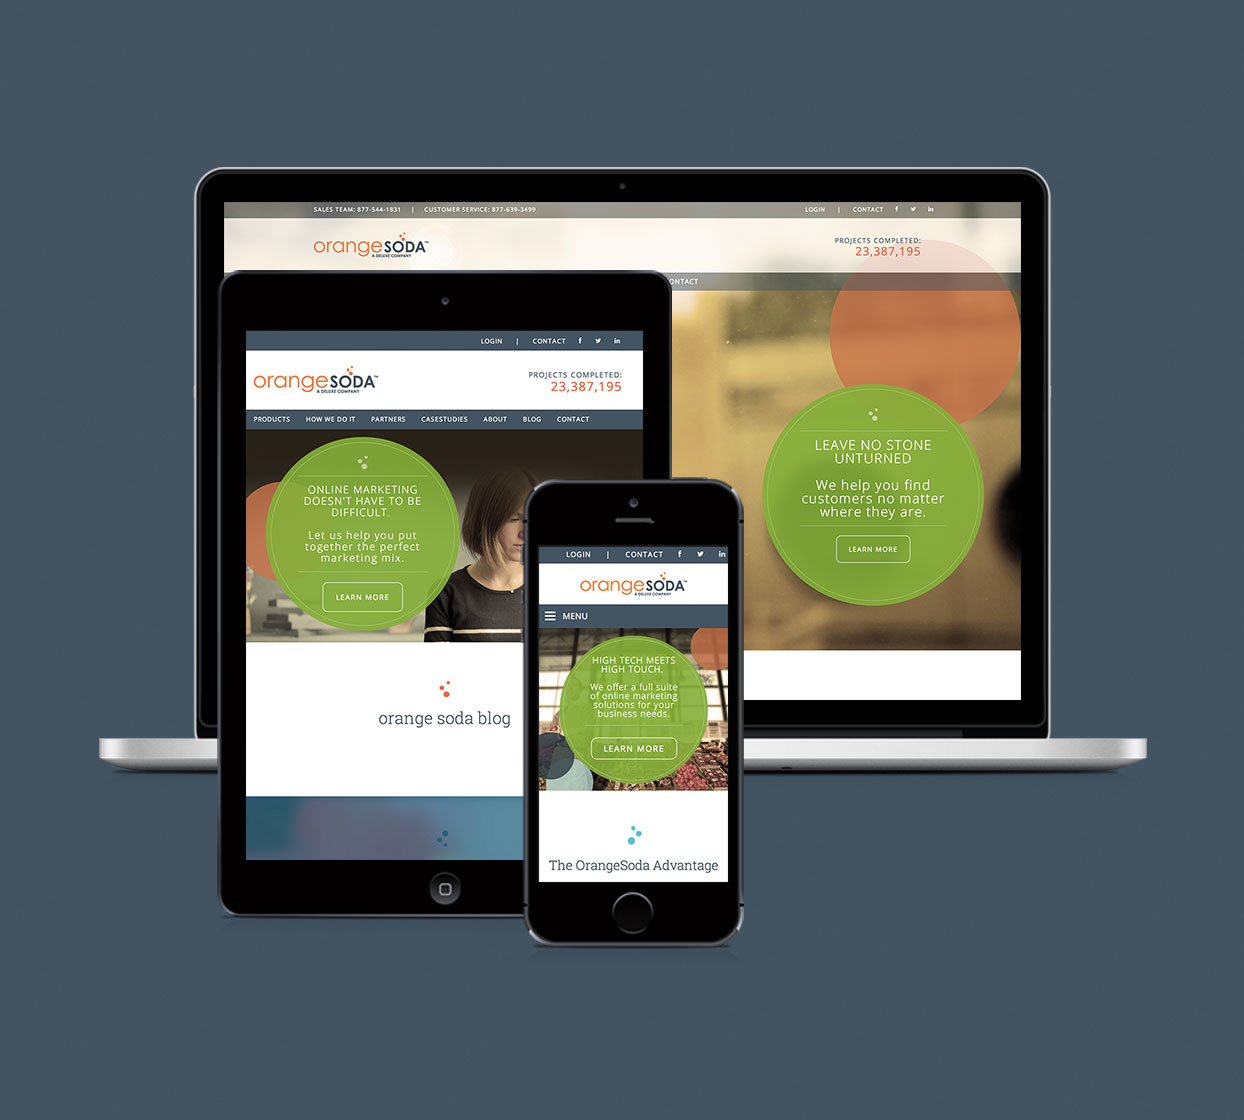 SALES TEAM: 877-544-1831 | CUSTOMER SERVICE: 877-639-3499
LOGIN | CONTACT f in
orangeSODA™
A DELUXE COMPANY
PROJECTS COMPLETED:
23,387,195
ONTACT
LEAVE NO STONE
UNTURNED
We help you find
customers no matter
where they are.
LEARN MORE
LOGIN | CONTACT f in
orangeSODA™
A DELUXE COMPANY
PROJECTS COMPLETED:
23,387,195
PRODUCTS HOW WE DO IT PARTNERS CASESTUDIES ABOUT BLOG CONTACT
ONLINE MARKETING
DOESN'T HAVE TO BE
DIFFICULT.
Let us help you put
together the perfect
marketing mix.
LEARN MORE
orange soda blog
LOGIN | CONTACT f in
orangeSODA™
A DELUXE COMPANY
MENU
HIGH TECH MEETS
HIGH TOUCH.
We offer a full suite
of online marketing
solutions for your
business needs.
LEARN MORE
The OrangeSoda Advantage